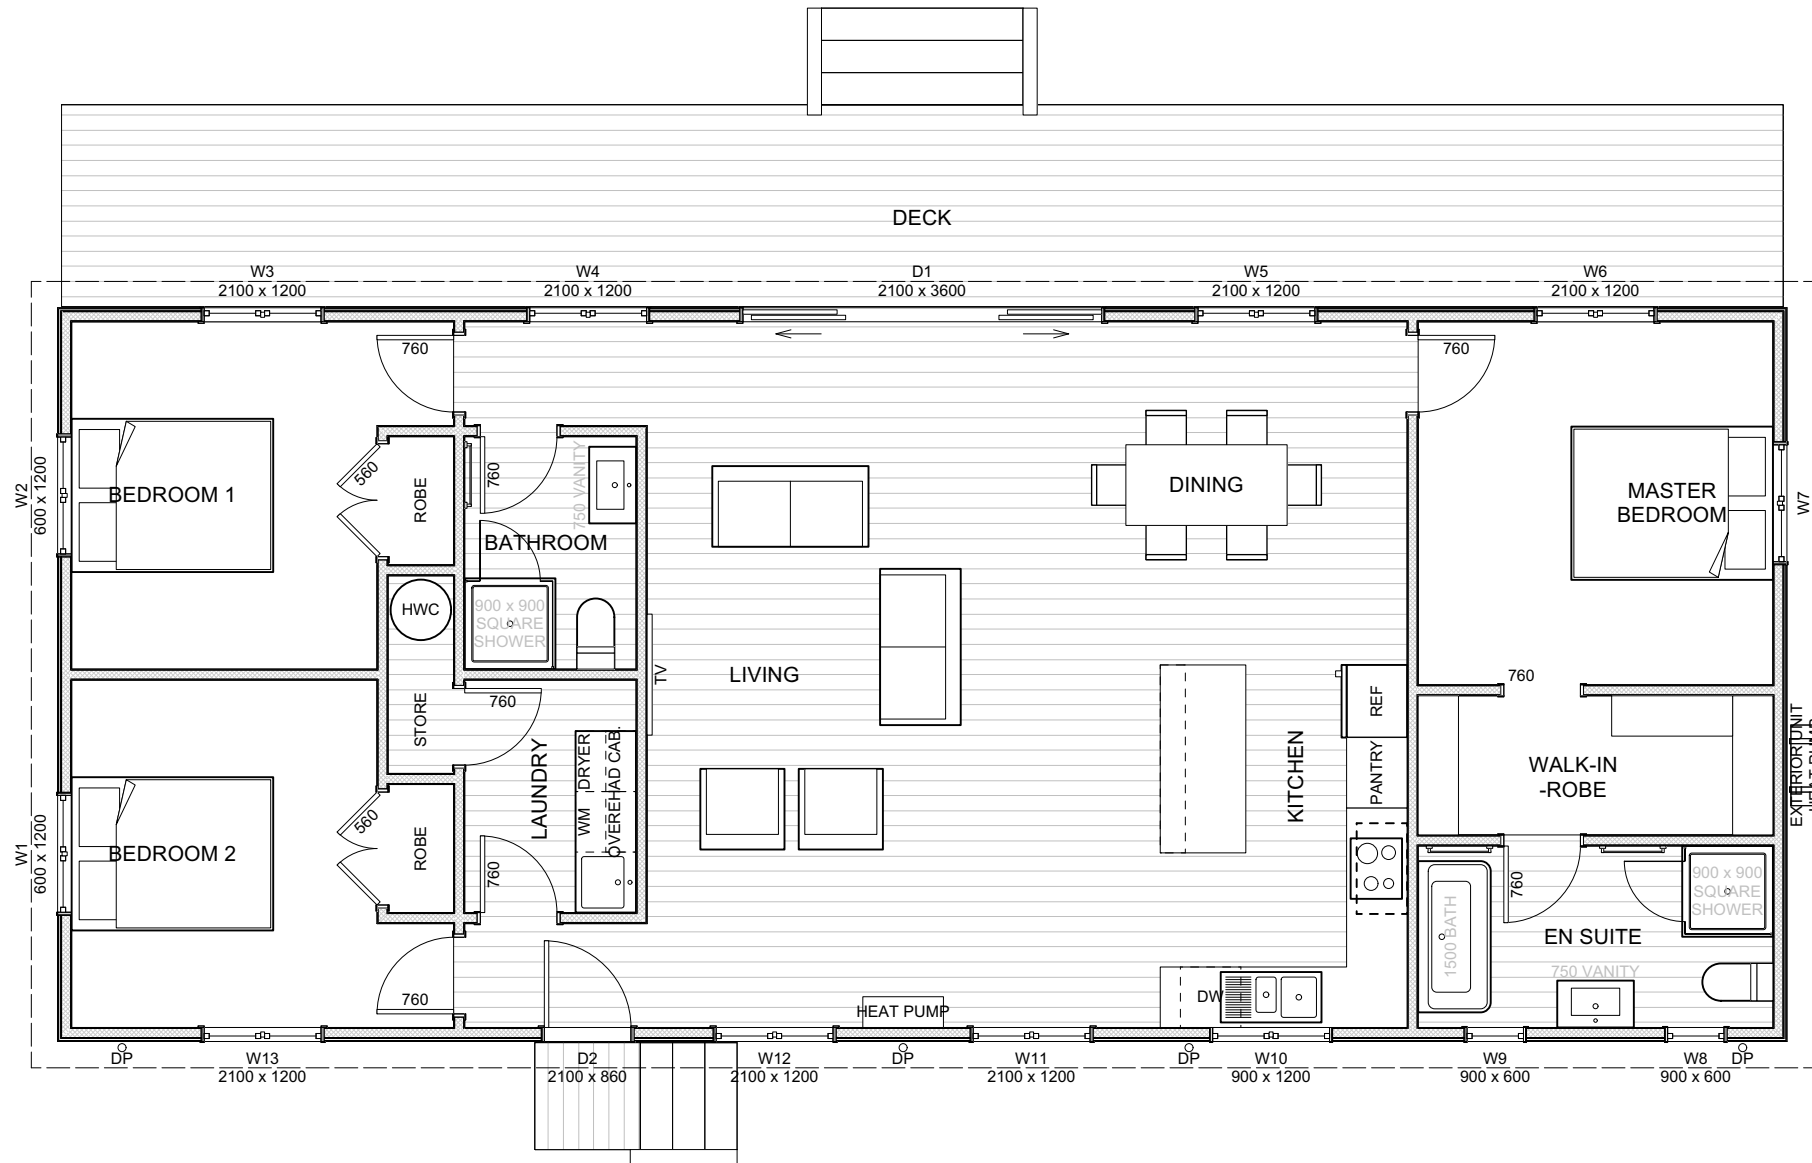 DECK
W3
2100 x 1200
W4
2100 x 1200
D1
2100 x 3600
W5
2100 x 1200
W6
2100 x 1200
760
760
W2
600 x 1200
BEDROOM 1
560
ROBE
760
750 VANITY
BATHROOM
900 x 900
SQUARE
SHOWER
HWC
DINING
MASTER
BEDROOM
W7
STORE
760
LAUNDRY
WM
DRYER
OVEREHAD CAB.
TV
LIVING
KITCHEN
REF
PANTRY
760
WALK-IN
-ROBE
EXTERIOR UNIT
W1
600 x 1200
BEDROOM 2
560
ROBE
760
760
760
1500 BATH
900 x 900
SQUARE
SHOWER
EN SUITE
750 VANITY
HEAT PUMP
DW
DP
W13
2100 x 1200
D2
2100 x 860
W12
2100 x 1200
DP
W11
2100 x 1200
DP
W10
900 x 1200
W9
900 x 600
W8
900 x 600
DP